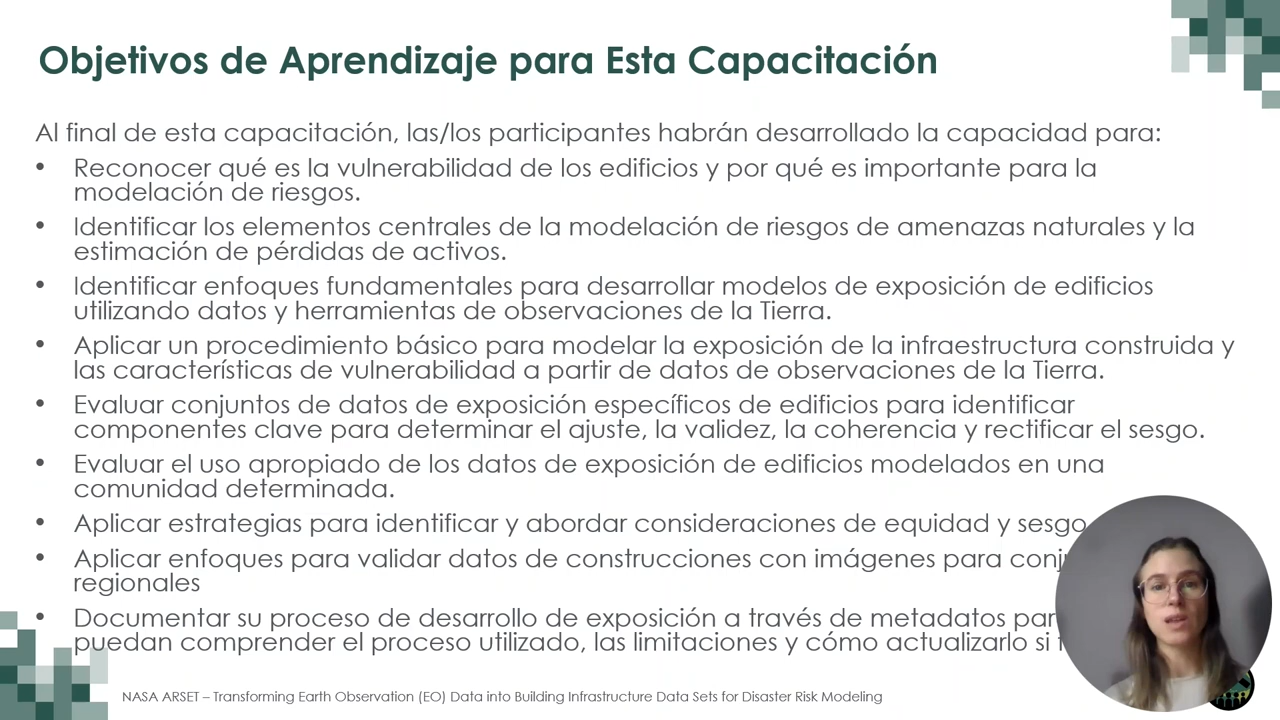 Objetivos de Aprendizaje para Esta Capacitación
Al final de esta capacitación, las/los participantes habrán desarrollado la capacidad para:
• Reconocer qué es la vulnerabilidad de los edificios y por qué es importante para la
modelación de riesgos.
• Identificar los elementos centrales de la modelación de riesgos de amenazas naturales y la
estimación de pérdidas de activos.
• Identificar enfoques fundamentales para desarrollar modelos de exposición de edificios
utilizando datos y herramientas de observaciones de la Tierra.
• Aplicar un procedimiento básico para modelar la exposición de la infraestructura construida y
las características de vulnerabilidad a partir de datos de observaciones de la Tierra.
• Evaluar conjuntos de datos de exposición específicos de edificios para identificar
componentes clave para determinar el ajuste, la validez, la coherencia y rectificar el sesgo.
• Evaluar el uso apropiado de los datos de exposición de edificios modelados en una
comunidad determinada.
• Aplicar estrategias para identificar y abordar consideraciones de equidad y sesgo
• Aplicar enfoques para validar datos de construcciones con imágenes para
regionales
• Documentar su proceso de desarrollo de exposición a través de metadatos
puedan comprender el proceso utilizado, las limitaciones y cómo actualizarlo si
NASA ARSET – Transforming Earth Observation (EO) Data into Building Infrastructure Data Sets for Disaster Risk Modeling